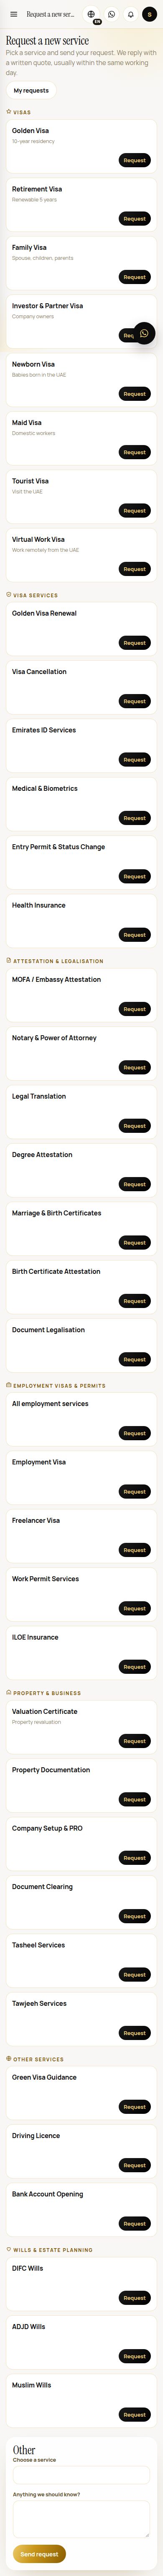 Request a new ser...
EN
S
Request a new service
Pick a service and send your request. We reply with
a written quote, usually within the same working
day.
My requests
VISAS
Golden Visa
10-year residency
Request
Retirement Visa
Renewable 5 years
Request
Family Visa
Spouse, children, parents
Request
Investor & Partner Visa
Company owners
Newborn Visa
Babies born in the UAE
Request
Maid Visa
Domestic workers
Request
Tourist Visa
Visit the UAE
Request
Virtual Work Visa
Work remotely from the UAE
Request
VISA SERVICES
Golden Visa Renewal
Request
Visa Cancellation
Request
Emirates ID Services
Request
Medical & Biometrics
Request
Entry Permit & Status Change
Request
Health Insurance
Request
ATTESTATION & LEGALISATION
MOFA / Embassy Attestation
Request
Notary & Power of Attorney
Request
Legal Translation
Request
Degree Attestation
Request
Marriage & Birth Certificates
Request
Birth Certificate Attestation
Request
Document Legalisation
Request
EMPLOYMENT VISAS & PERMITS
All employment services
Request
Employment Visa
Request
Freelancer Visa
Request
Work Permit Services
Request
ILOE Insurance
Request
PROPERTY & BUSINESS
Valuation Certificate
Property revaluation
Request
Property Documentation
Request
Company Setup & PRO
Request
Document Clearing
Request
Tasheel Services
Request
Tawjeeh Services
Request
OTHER SERVICES
Green Visa Guidance
Request
Driving Licence
Request
Bank Account Opening
Request
WILLS & ESTATE PLANNING
DIFC Wills
Request
ADJD Wills
Request
Muslim Wills
Request
Other
Choose a service
Anything we should know?
Send request